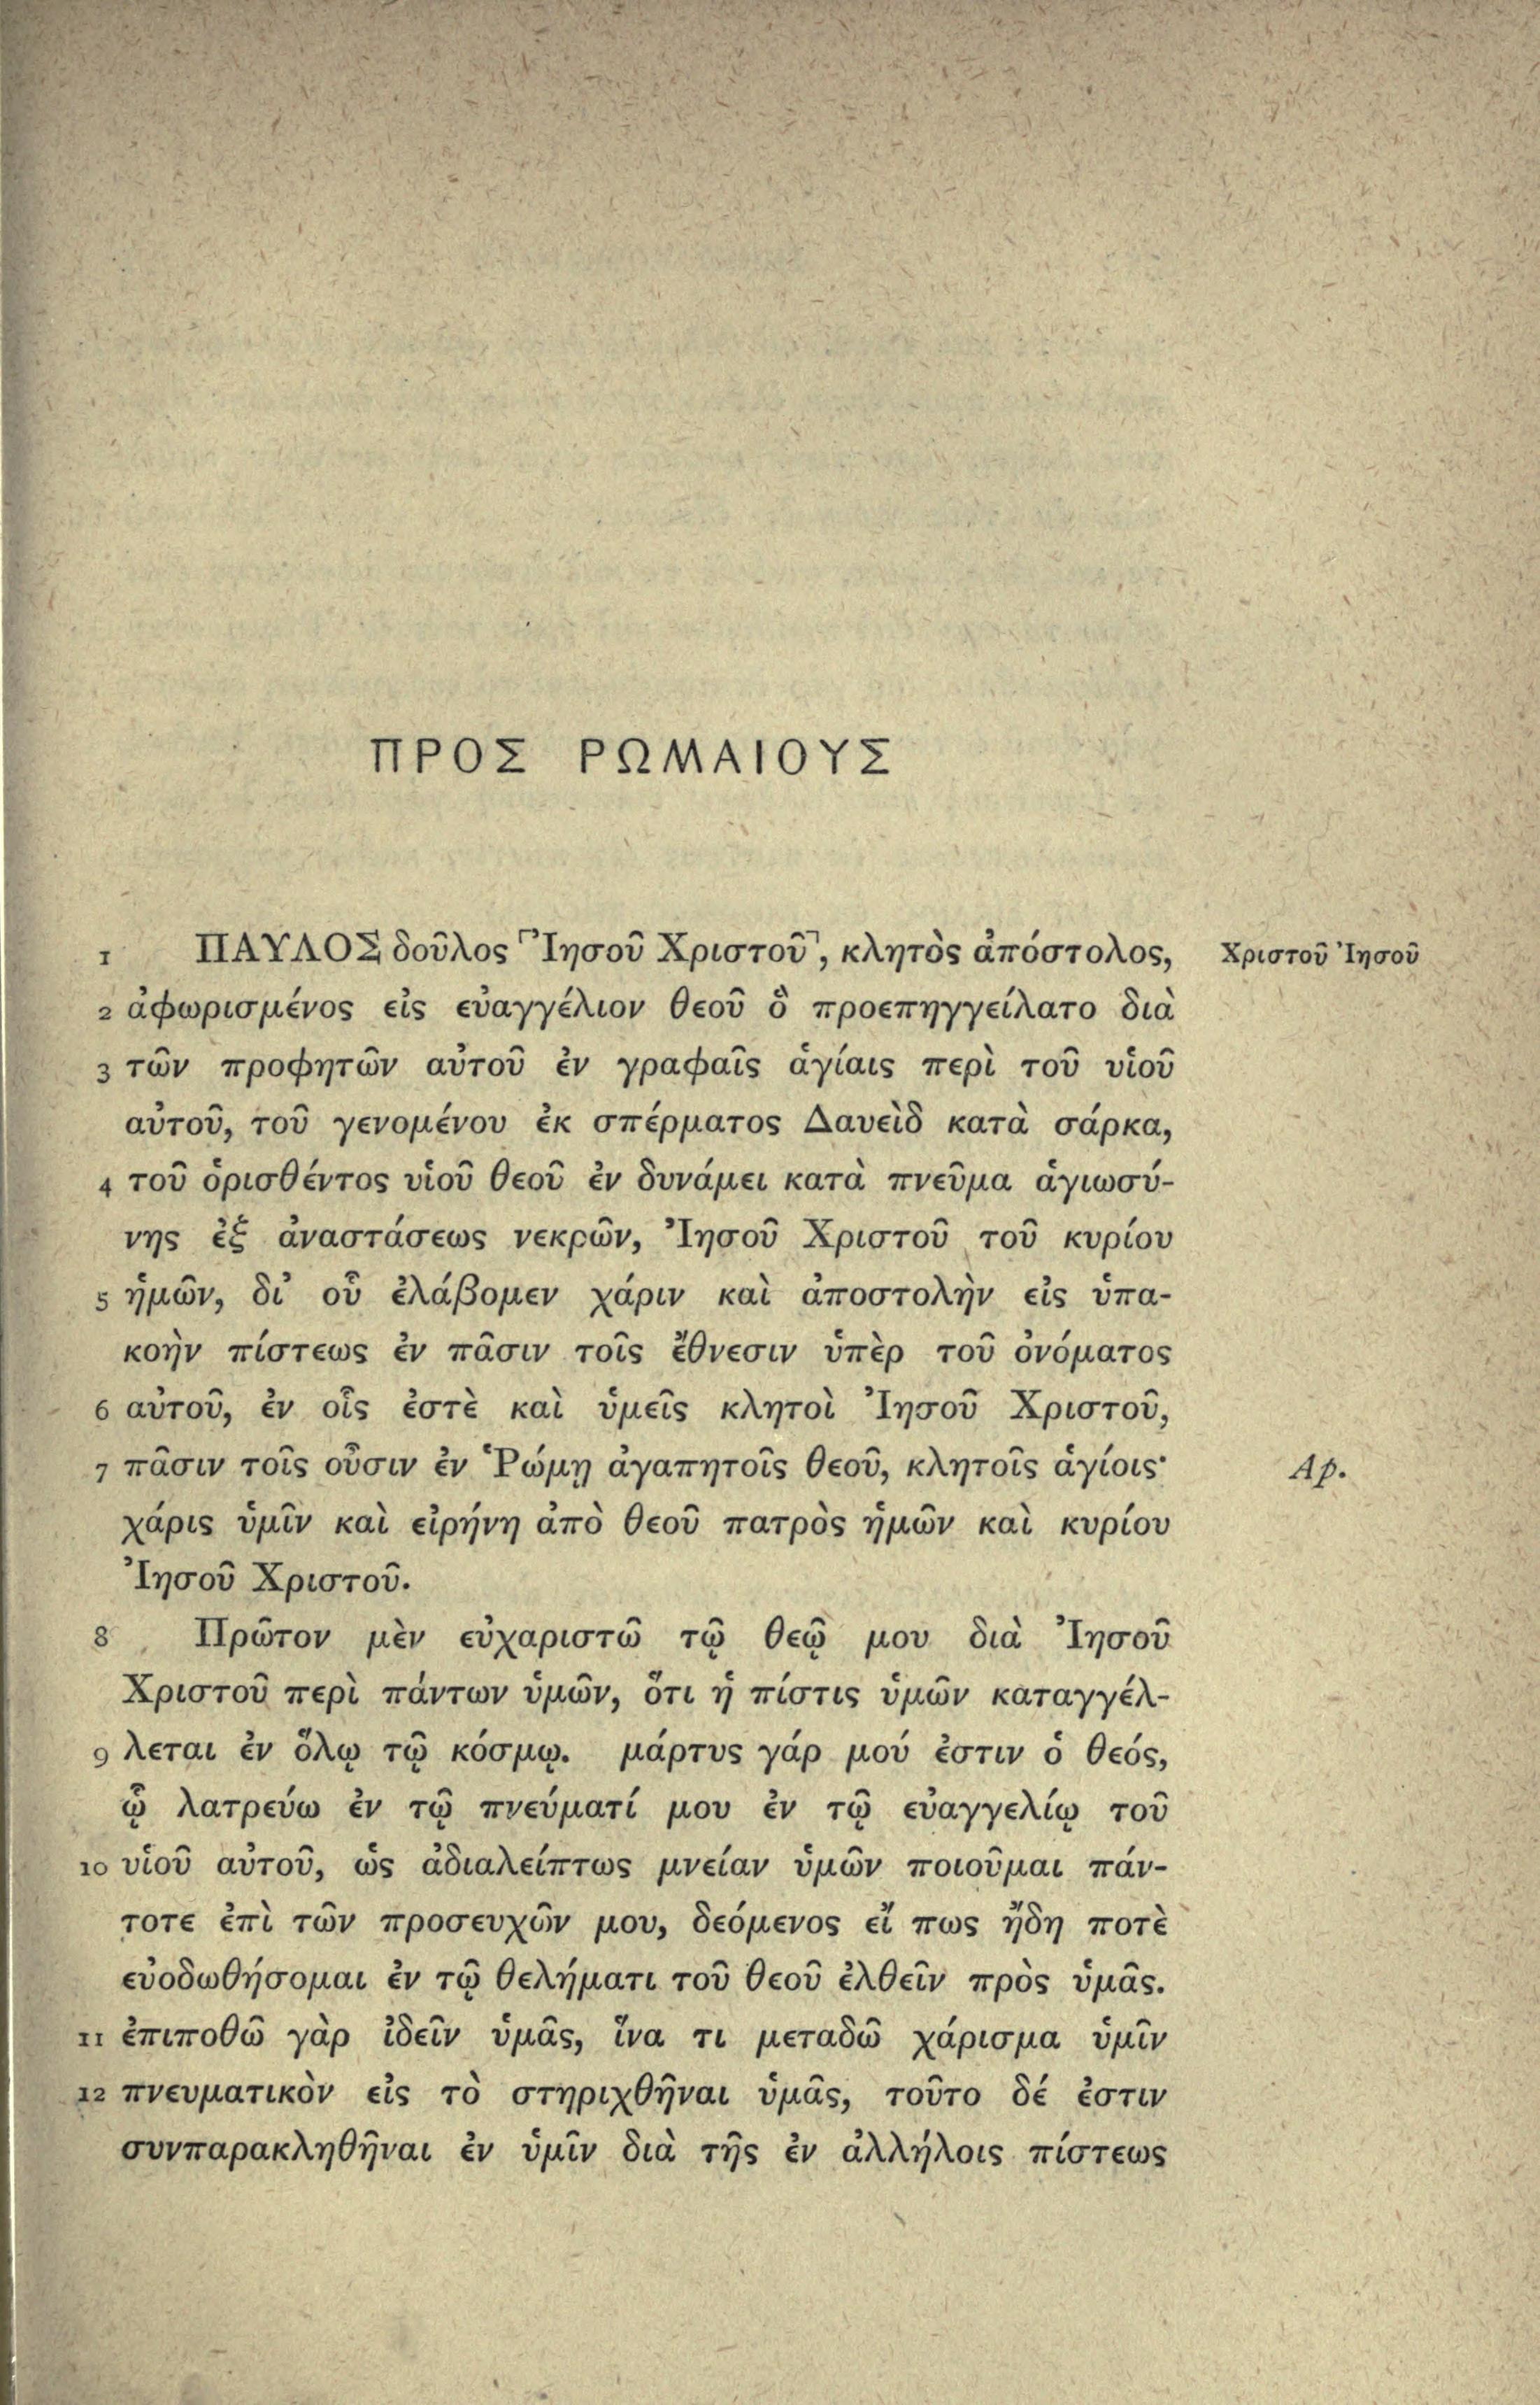 ΠΡΟΣ ΡΩΜΑΙΟΥΣ
1 ΠΑΥΛΟΣ δοῦλος ⸀Ἰησοῦ Χριστοῦ⸃, κλητὸς ἀπόστολος, Χριστοῦ Ἰησοῦ
2 ἀφωρισμένος εἰς εὐαγγέλιον θεοῦ ὃ προεπηγγείλατο διὰ
3 τῶν προφητῶν αὐτοῦ ἐν γραφαῖς ἁγίαις περὶ τοῦ υἱοῦ
αὐτοῦ, τοῦ γενομένου ἐκ σπέρματος Δαυεὶδ κατὰ σάρκα,
4 τοῦ ὁρισθέντος υἱοῦ θεοῦ ἐν δυνάμει κατὰ πνεῦμα ἁγιωσύ-
νης ἐξ ἀναστάσεως νεκρῶν, Ἰησοῦ Χριστοῦ τοῦ κυρίου
5 ἡμῶν, δι' οὗ ἐλάβομεν χάριν καὶ ἀποστολὴν εἰς ὑπα-
κοὴν πίστεως ἐν πᾶσιν τοῖς ἔθνεσιν ὑπὲρ τοῦ ὀνόματος
6 αὐτοῦ, ἐν οἷς ἐστὲ καὶ ὑμεῖς κλητοὶ Ἰησοῦ Χριστοῦ,
7 πᾶσιν τοῖς οὖσιν ἐν Ῥώμῃ ἀγαπητοῖς θεοῦ, κλητοῖς ἁγίοις· Ap.
χάρις ὑμῖν καὶ εἰρήνη ἀπὸ θεοῦ πατρὸς ἡμῶν καὶ κυρίου
Ἰησοῦ Χριστοῦ.
8 Πρῶτον μὲν εὐχαριστῶ τῷ θεῷ μου διὰ Ἰησοῦ
Χριστοῦ περὶ πάντων ὑμῶν, ὅτι ἡ πίστις ὑμῶν καταγγέλ-
9 λεται ἐν ὅλῳ τῷ κόσμῳ. μάρτυς γάρ μού ἐστιν ὁ θεός,
ᾧ λατρεύω ἐν τῷ πνεύματί μου ἐν τῷ εὐαγγελίῳ τοῦ
10 υἱοῦ αὐτοῦ, ὡς ἀδιαλείπτως μνείαν ὑμῶν ποιοῦμαι πάν-
τοτε ἐπὶ τῶν προσευχῶν μου, δεόμενος εἴ πως ἤδη ποτὲ
εὐοδωθήσομαι ἐν τῷ θελήματι τοῦ θεοῦ ἐλθεῖν πρὸς ὑμᾶς.
11 ἐπιποθῶ γὰρ ἰδεῖν ὑμᾶς, ἵνα τι μεταδῶ χάρισμα ὑμῖν
12 πνευματικὸν εἰς τὸ στηριχθῆναι ὑμᾶς, τοῦτο δέ ἐστιν
συνπαρακληθῆναι ἐν ὑμῖν διὰ τῆς ἐν ἀλλήλοις πίστεως